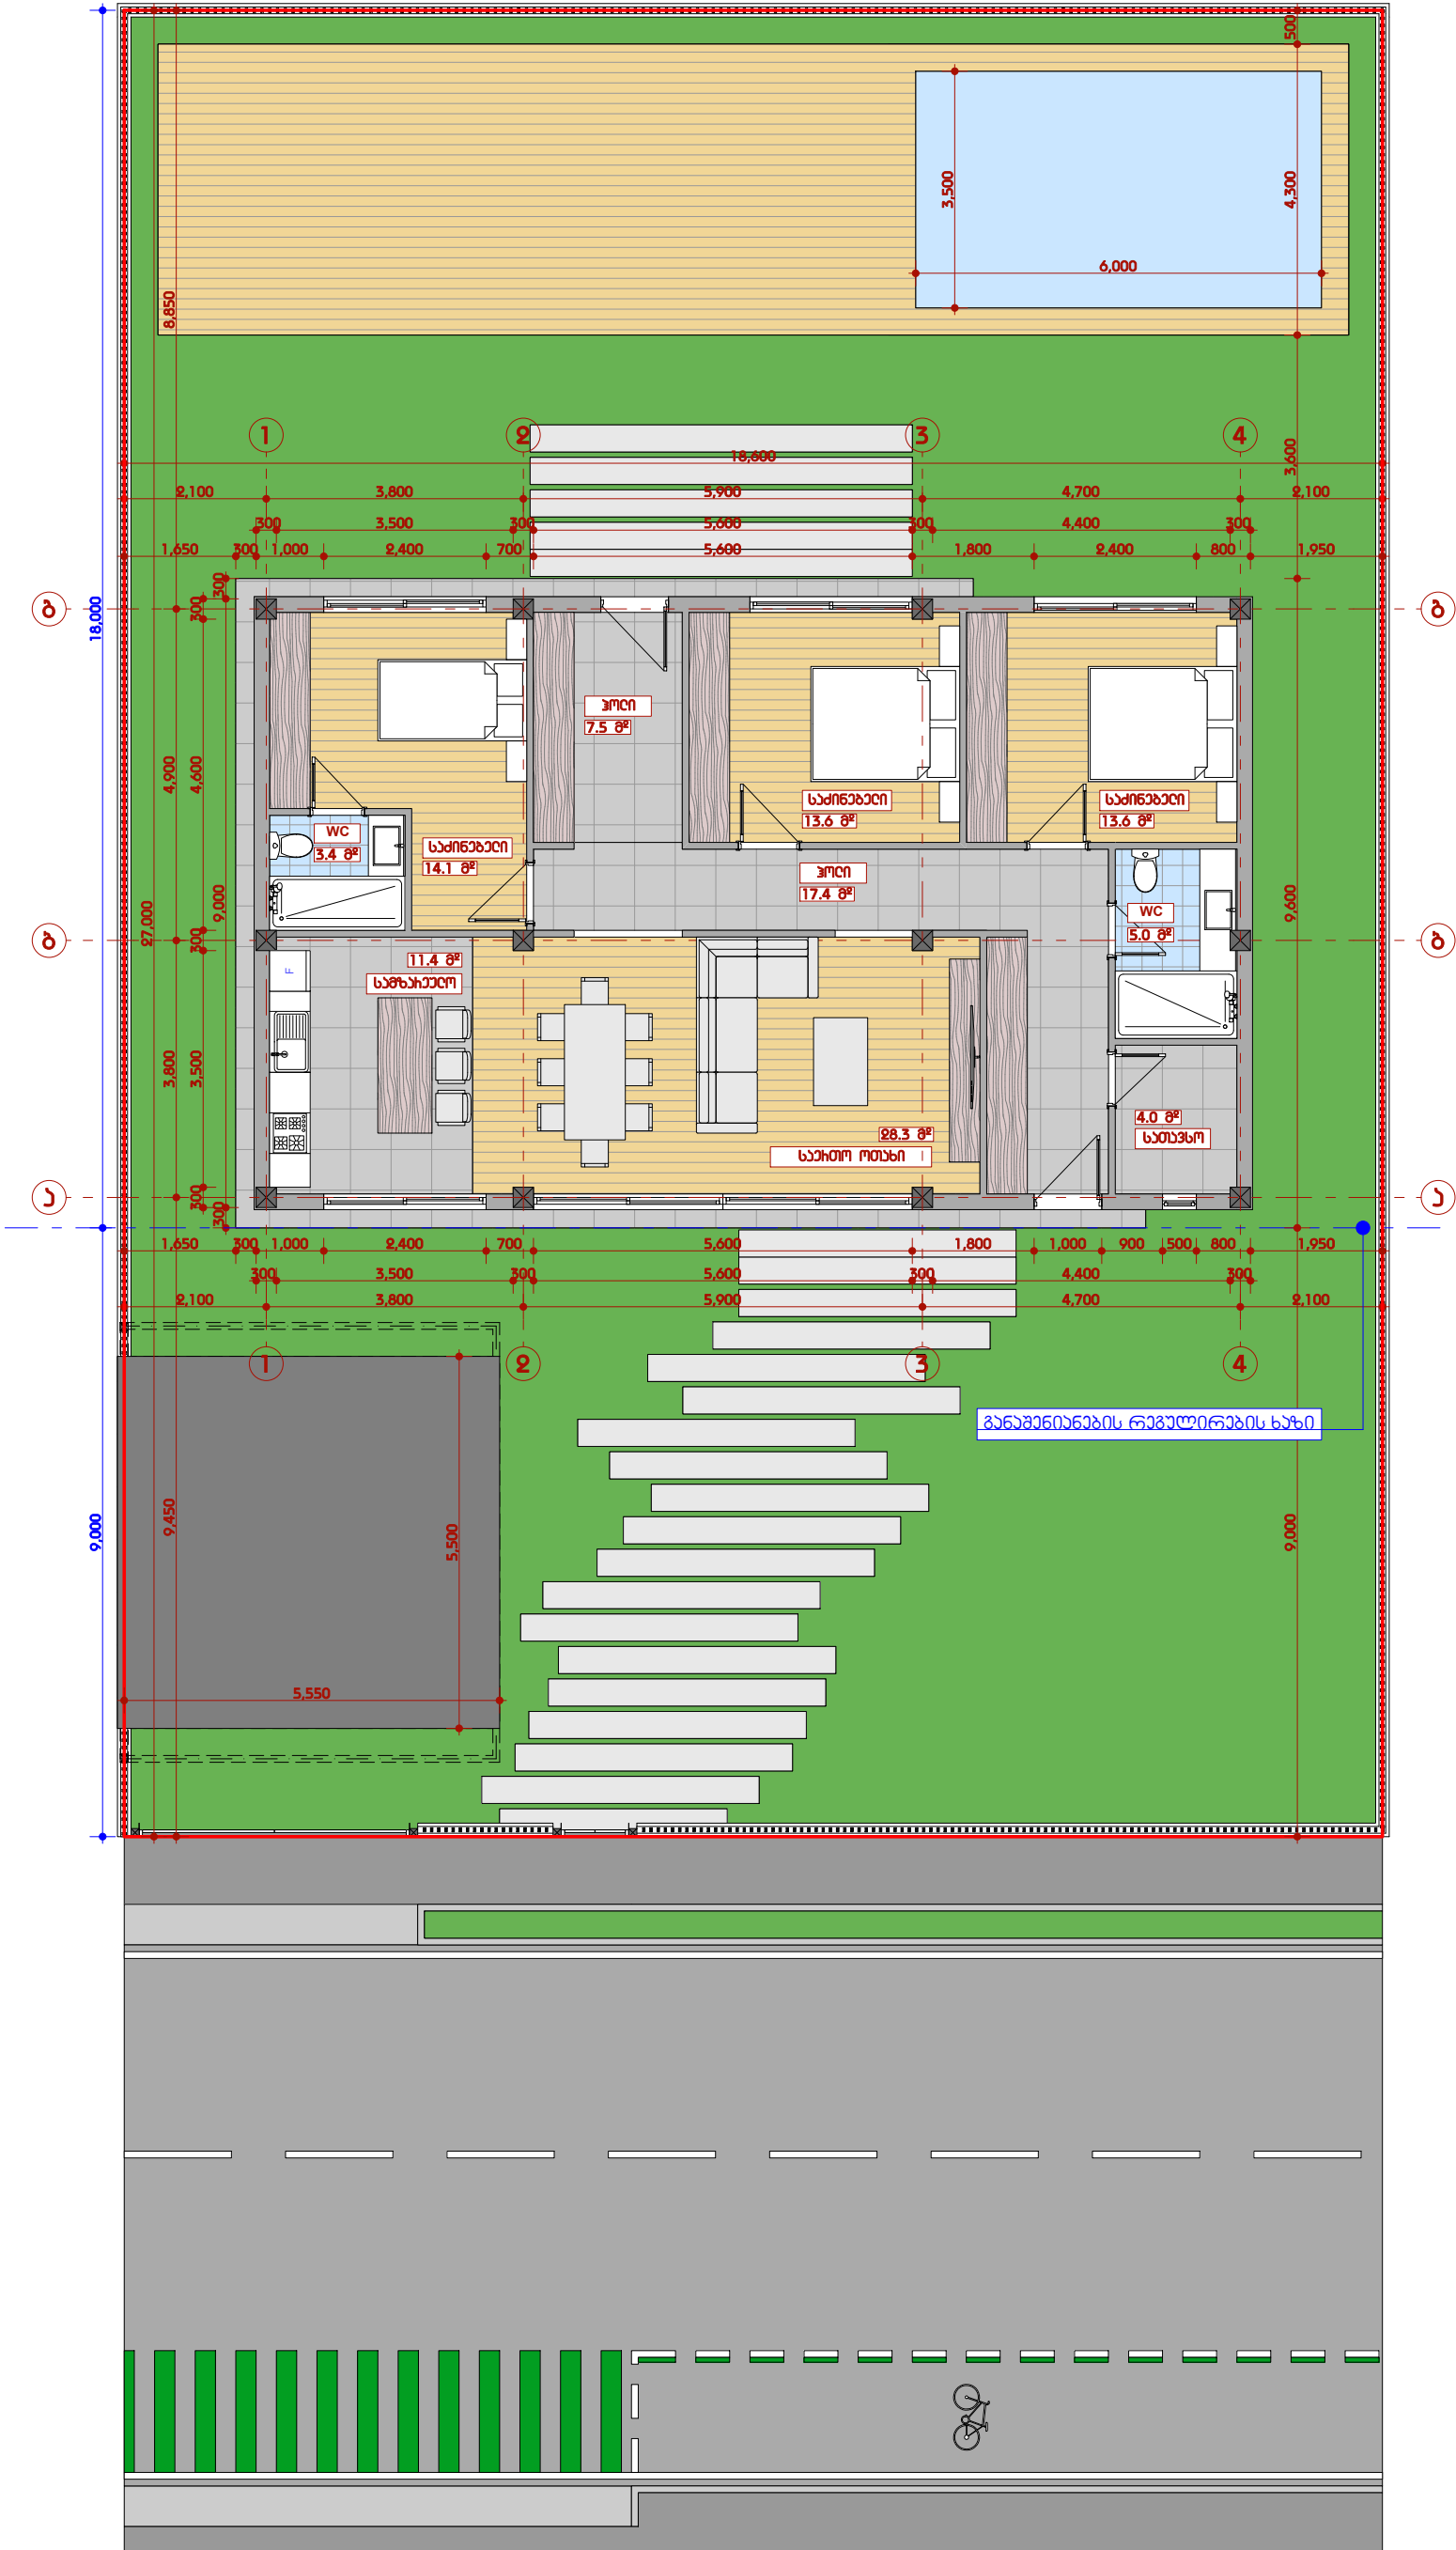 500
3,500
4,300
6,000
8,850
1
2
3
4
18,600
3,600
2,100
3,800
5,900
4,700
2,100
300
3,500
300
5,600
300
4,400
300
1,650
300
1,000
2,400
700
5,600
1,800
2,400
800
1,950
300
300
გ
გ
18,000
ჰოლი
7.5 მ²
4,900
4,600
საძინებელი
13.6 მ²
საძინებელი
13.6 მ²
WC
3.4 მ²
საძინებელი
14.1 მ²
ჰოლი
17.4 მ²
27,000
9,000
9,600
WC
5.0 მ²
300
ბ
ბ
11.4 მ²
სამზარეულო
F
3,800
3,500
4.0 მ²
სათავსო
28.3 მ²
საერთო ოთახი
300
300
ა
ა
1,650
300
1,000
2,400
700
5,600
1,800
1,000
900
500
800
1,950
300
3,500
300
5,600
300
4,400
300
2,100
3,800
5,900
4,700
2,100
1
2
3
4
განაშენიანების რეგულირების ხაზი
9,000
9,450
5,500
9,000
5,550